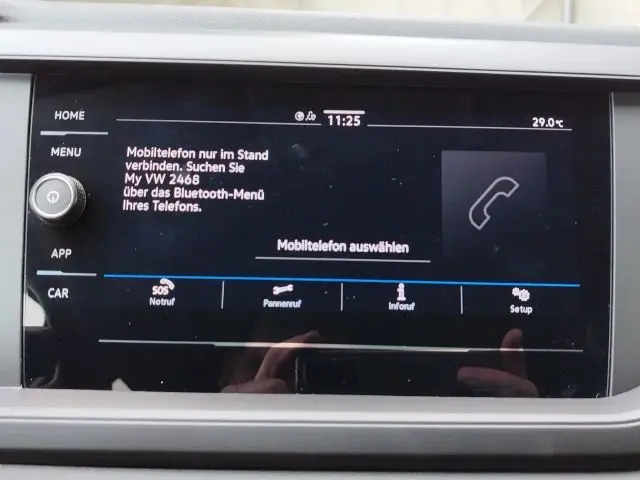 HOME
11:25
29.0°C
MENU
Mobiltelefon nur im Stand
verbinden. Suchen Sie
My VW 2468
über das Bluetooth-Menü
Ihres Telefons.
Mobiltelefon auswählen
APP
CAR
SOS
Notruf
Pannenruf
Inforuf
Setup